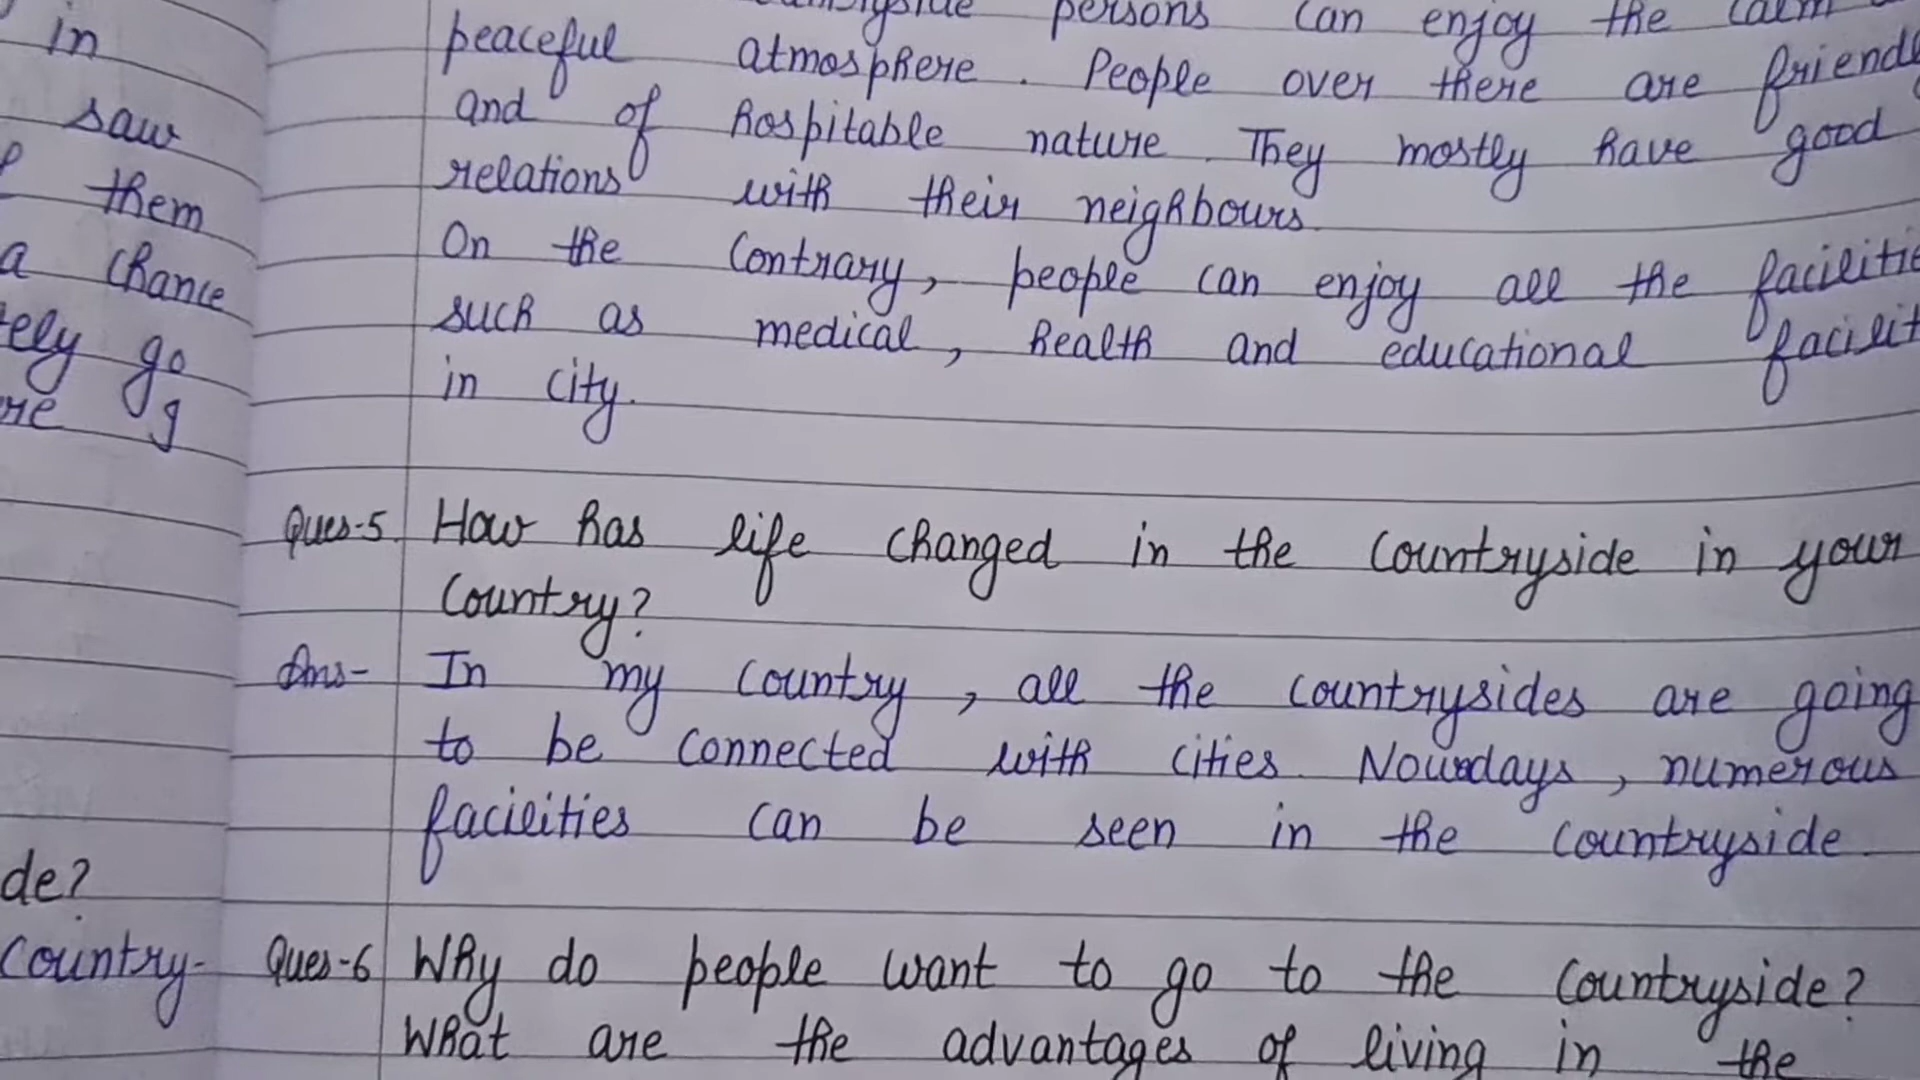 in
saw
them
a chance
tely go
g
de?
Country-
persons can enjoy the calm
peaceful atmosphere. People over there are friendly
and of hospitable nature. They mostly have good
relations with their neighbours.
On the contrary, people can enjoy all the facilitie
such as medical, health and educational facilit
in city.
Ques-5 How has life changed in the countryside in your
country?
Ans- In my country, all the countrysides are going
to be connected with cities. Nowdays, numerous
facilities can be seen in the countryside
Ques-6 Why do people want to go to the countryside?
What are the advantages of living in the